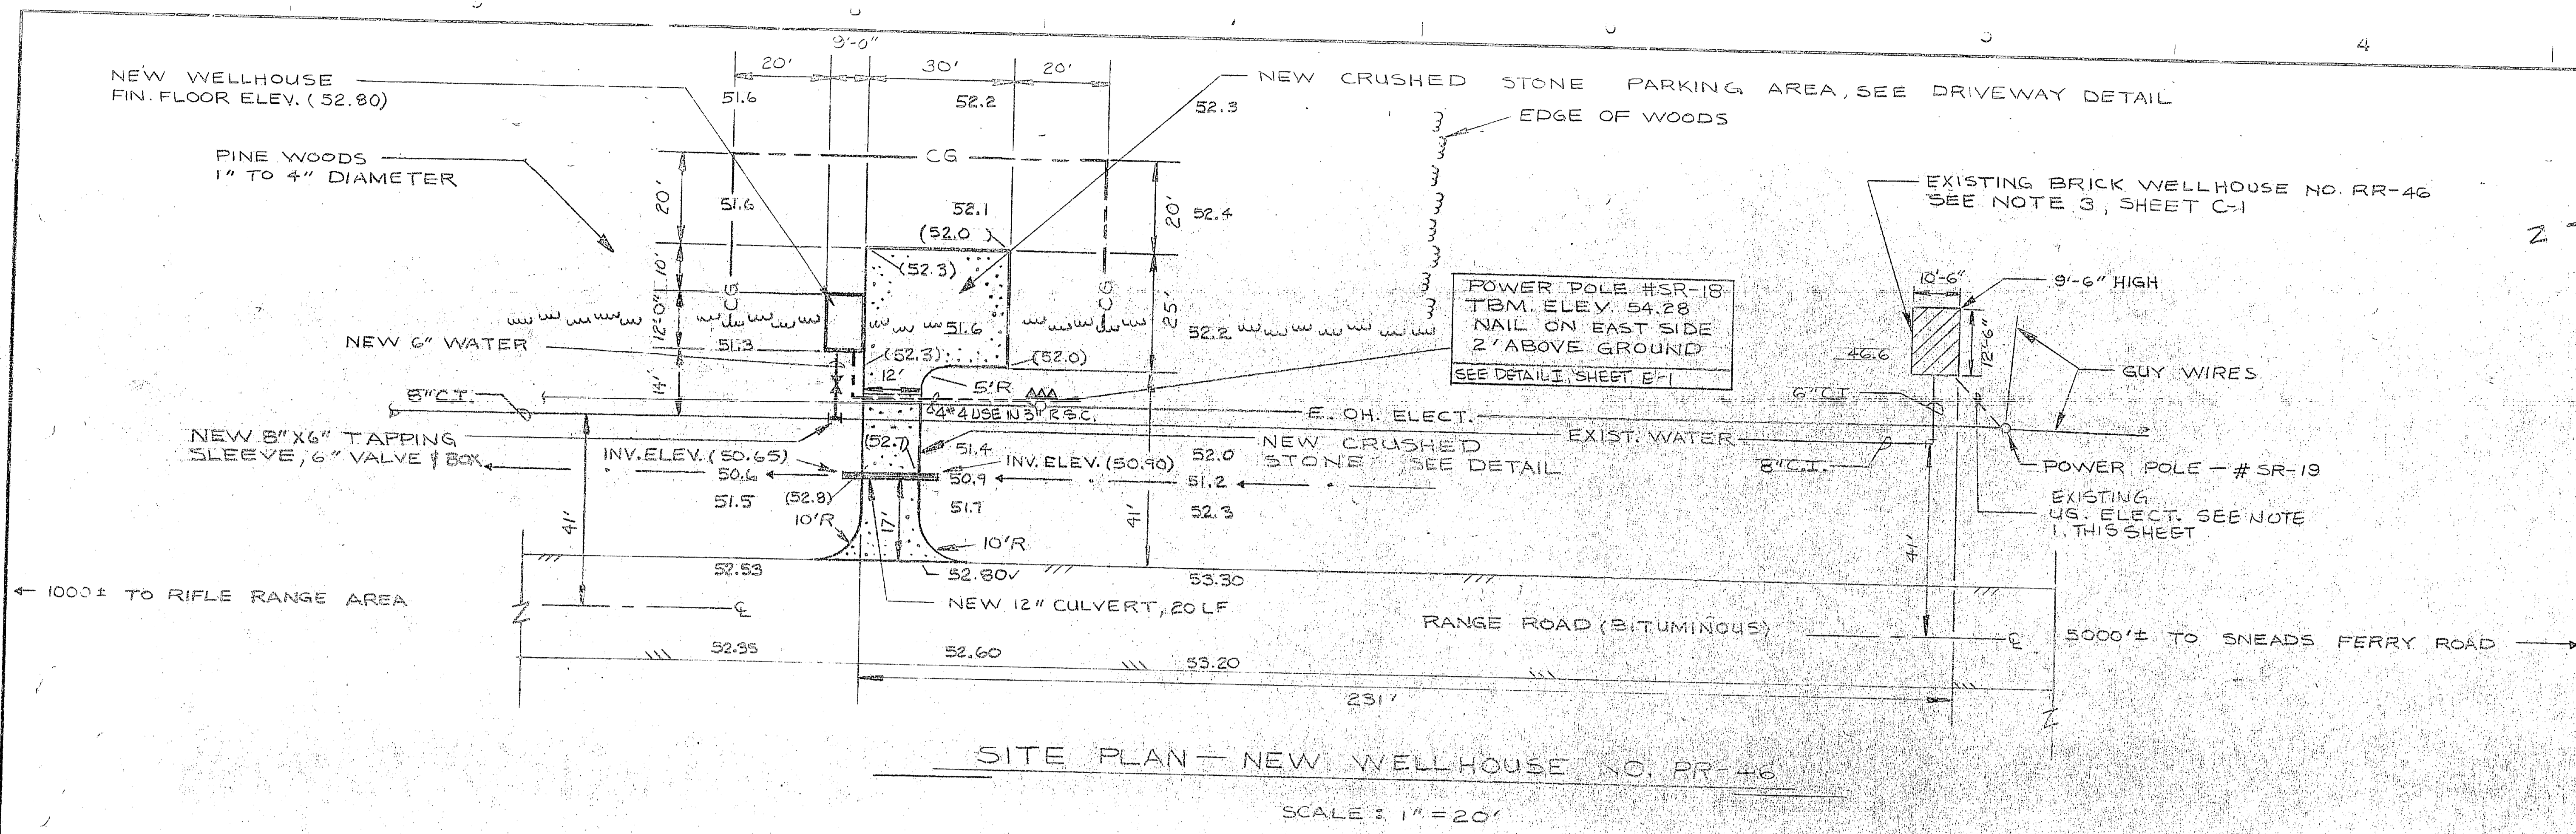 4
9'-0"
20'
30'
20'
NEW WELLHOUSE
FIN. FLOOR ELEV. (52.80)
51.6
52.2
52.3
NEW CRUSHED STONE PARKING AREA, SEE DRIVEWAY DETAIL
EDGE OF WOODS
PINE WOODS
1" TO 4" DIAMETER
CG
20'
51.6
52.1
(52.0)
20'
52.4
EXISTING BRICK WELLHOUSE NO. RR-46
SEE NOTE 3, SHEET C-1
Z
10'
(52.3)
CG
CG
12'-0"
51.6
25'
52.2
POWER POLE #SR-18
TBM. ELEV. 54.28
NAIL ON EAST SIDE
2' ABOVE GROUND
SEE DETAIL I, SHEET E-1
10'-6"
9'-6" HIGH
12'-6"
46.6
GUY WIRES
NEW 6" WATER
51.3
(52.3)
(52.0)
14'
12'
5'R
8" C.I.
4#4 USE IN 3" R.S.C.
E. OH. ELECT.
6" C.I.
NEW 8"X6" TAPPING
SLEEVE, 6" VALVE & BOX
(52.7)
51.4
NEW CRUSHED
STONE SEE DETAIL
EXIST. WATER
8" C.I.
POWER POLE - # SR-19
INV. ELEV. (50.65)
INV. ELEV. (50.90)
52.0
50.6
50.9
51.2
51.5
(52.8)
51.7
52.3
EXISTING
UG. ELECT. SEE NOTE
1, THIS SHEET
10'R
17'
41'
41'
41'
10'R
52.53
52.80
53.30
← 1000± TO RIFLE RANGE AREA
℄
NEW 12" CULVERT, 20 LF
RANGE ROAD (BITUMINOUS)
℄
5000'± TO SNEADS FERRY ROAD →
52.35
52.60
53.20
231'
SITE PLAN — NEW WELLHOUSE NO. RR-46
SCALE : 1" = 20'